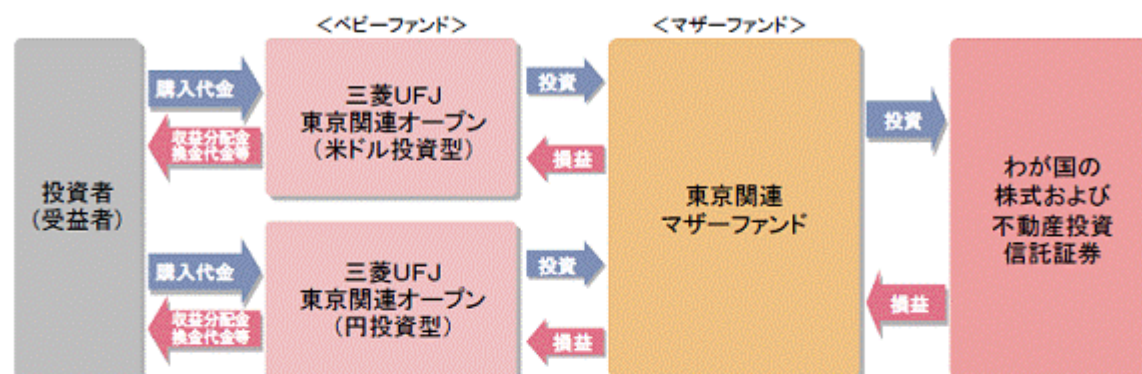 ＜ベビーファンド＞
＜マザーファンド＞
投資者
（受益者）
購入代金
収益分配金
換金代金等
三菱UFJ
東京関連オープン
（米ドル投資型）
投資
損益
購入代金
収益分配金
換金代金等
三菱UFJ
東京関連オープン
（円投資型）
投資
損益
東京関連
マザーファンド
投資
損益
わが国の
株式および
不動産投資
信託証券